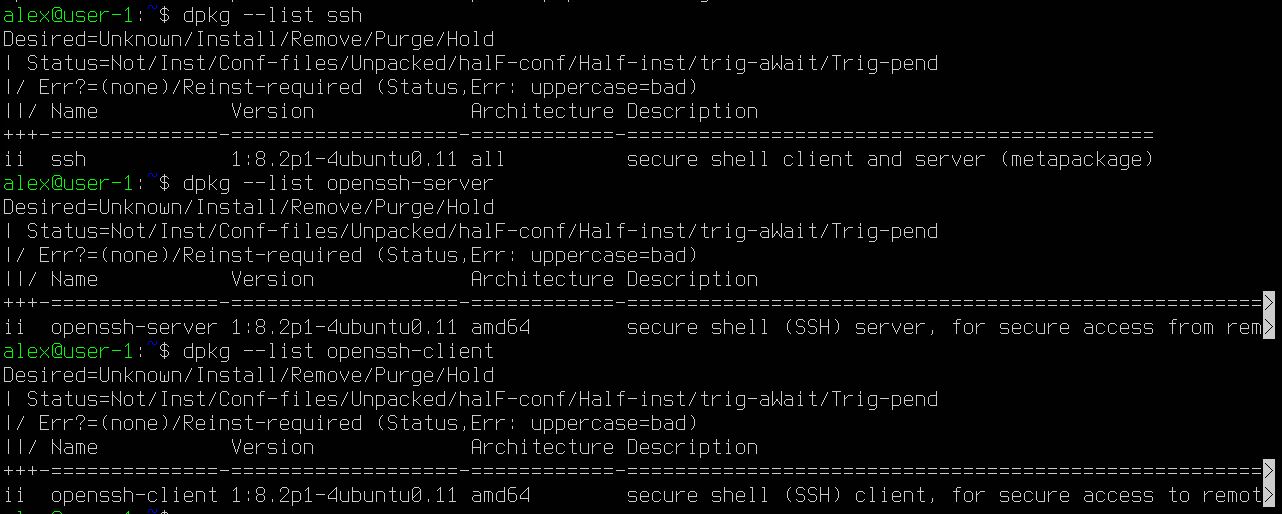 alex@user-1:~$ dpkg --list ssh
Desired=Unknown/Install/Remove/Purge/Hold
| Status=Not/Inst/Conf-files/Unpacked/halF-conf/Half-inst/trig-aWait/Trig-pend
|/ Err?=(none)/Reinst-required (Status,Err: uppercase=bad)
||/ Name           Version             Architecture Description
+++-==============-===================-============-============================================
ii  ssh            1:8.2p1-4ubuntu0.11 all          secure shell client and server (metapackage)
alex@user-1:~$ dpkg --list openssh-server
Desired=Unknown/Install/Remove/Purge/Hold
| Status=Not/Inst/Conf-files/Unpacked/halF-conf/Half-inst/trig-aWait/Trig-pend
|/ Err?=(none)/Reinst-required (Status,Err: uppercase=bad)
||/ Name           Version             Architecture Description
+++-==============-===================-============-=====================================================>
ii  openssh-server 1:8.2p1-4ubuntu0.11 amd64        secure shell (SSH) server, for secure access from rem>
alex@user-1:~$ dpkg --list openssh-client
Desired=Unknown/Install/Remove/Purge/Hold
| Status=Not/Inst/Conf-files/Unpacked/halF-conf/Half-inst/trig-aWait/Trig-pend
|/ Err?=(none)/Reinst-required (Status,Err: uppercase=bad)
||/ Name           Version             Architecture Description
+++-==============-===================-============-=====================================================>
ii  openssh-client 1:8.2p1-4ubuntu0.11 amd64        secure shell (SSH) client, for secure access to remot>
alex@user-1:~$